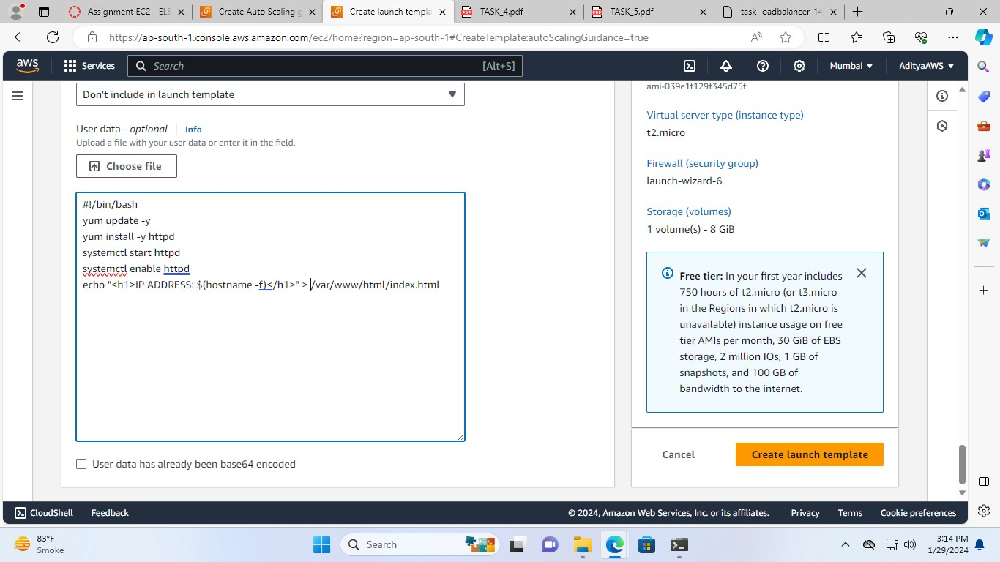 Assignment EC2 - ELB
Create Auto Scaling g
Create launch templa
TASK_4.pdf
TASK_5.pdf
task-loadbalancer-14
https://ap-south-1.console.aws.amazon.com/ec2/home?region=ap-south-1#CreateTemplate:autoScalingGuidance=true
aws
Services
Search
[Alt+S]
Mumbai
AdityaAWS
Don't include in launch template
User data - optional
Info
Upload a file with your user data or enter it in the field.
Choose file
#!/bin/bash
yum update -y
yum install -y httpd
systemctl start httpd
systemctl enable httpd
echo "<h1>IP ADDRESS: $(hostname -f)</h1>" > /var/www/html/index.html
User data has already been base64 encoded
ami-039e1f129f345d75f
Virtual server type (instance type)
t2.micro
Firewall (security group)
launch-wizard-6
Storage (volumes)
1 volume(s) - 8 GiB
Free tier: In your first year includes
750 hours of t2.micro (or t3.micro
in the Regions in which t2.micro is
unavailable) instance usage on free
tier AMIs per month, 30 GiB of EBS
storage, 2 million IOs, 1 GB of
snapshots, and 100 GB of
bandwidth to the internet.
Cancel
Create launch template
CloudShell
Feedback
© 2024, Amazon Web Services, Inc. or its affiliates.
Privacy
Terms
Cookie preferences
83°F
Smoke
Search
3:14 PM
1/29/2024